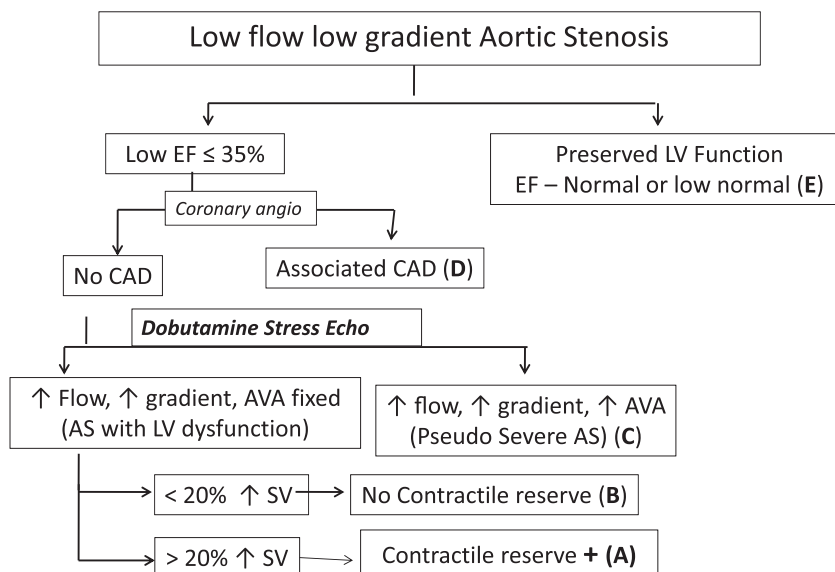 Low flow low gradient Aortic Stenosis
Low EF ≤ 35%
Preserved LV Function
EF – Normal or low normal (E)
Coronary angio
No CAD
Associated CAD (D)
Dobutamine Stress Echo
↑ Flow, ↑ gradient, AVA fixed
(AS with LV dysfunction)
↑ flow, ↑ gradient, ↑ AVA
(Pseudo Severe AS) (C)
< 20% ↑ SV
No Contractile reserve (B)
> 20% ↑ SV
Contractile reserve + (A)